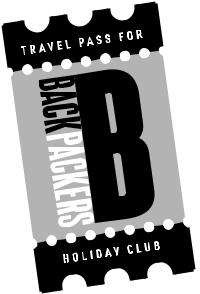 TRAVEL PASS FOR
BACKPACKERS
B
HOLIDAY CLUB